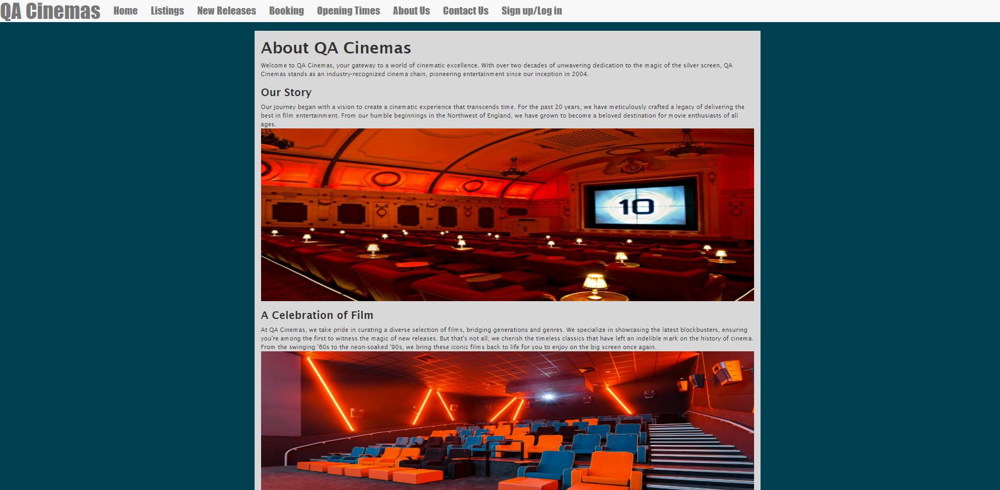 QA Cinemas Home Listings New Releases Booking Opening Times About Us Contact Us Sign up/Log in
About QA Cinemas
Welcome to QA Cinemas, your gateway to a world of cinematic excellence. With over two decades of unwavering dedication to the magic of the silver screen, QA
Cinemas stands as an industry-recognized cinema chain, pioneering entertainment since our inception in 2004.
Our Story
Our journey began with a vision to create a cinematic experience that transcends time. For the past 20 years, we have meticulously crafted a legacy of delivering the
best in film entertainment. From our humble beginnings in the Northwest of England, we have grown to become a beloved destination for movie enthusiasts of all
ages.
10
A Celebration of Film
At QA Cinemas, we take pride in curating a diverse selection of films, bridging generations and genres. We specialize in showcasing the latest blockbusters, ensuring
you're among the first to witness the magic of new releases. But that's not all; we cherish the timeless classics that have left an indelible mark on the history of cinema.
From the swinging '60s to the neon-soaked '90s, we bring these iconic films back to life for you to enjoy on the big screen once again.